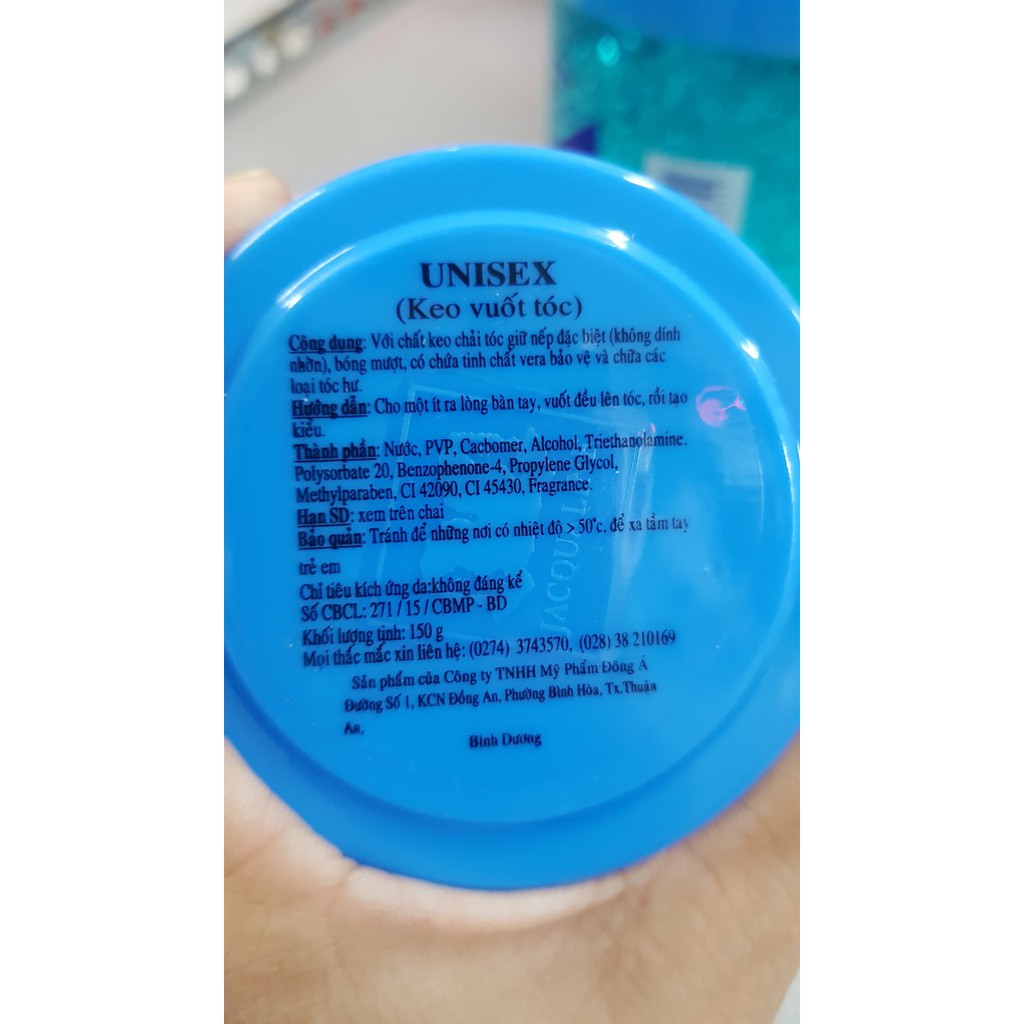 UNISEX
(Keo vuốt tóc)
Công dụng: Với chất keo chải tóc giữ nếp đặc biệt (không dính
nhờn), bóng mượt, có chứa tinh chất vera bảo vệ và chữa các
loại tóc hư.
Hướng dẫn: Cho một ít ra lòng bàn tay, vuốt đều lên tóc, rồi tạo
kiểu.
Thành phần: Nước, PVP, Cacbomer, Alcohol, Triethanolamine.
Polysorbate 20, Benzophenone-4, Propylene Glycol,
Methylparaben, CI 42090, CI 45430, Fragrance.
Hạn SD: xem trên chai
Bảo quản: Tránh để những nơi có nhiệt độ > 50°c, để xa tầm tay
trẻ em
Chỉ tiêu kích ứng da:không đáng kể
Số CBCL: 271 / 15 / CBMP - BD
Khối lượng tịnh: 150 g
Mọi thắc mắc xin liên hệ: (0274) 3743570, (028) 38 210169
Sản phẩm của Công ty TNHH Mỹ Phẩm Đông Á
Đường Số 1, KCN Đồng An, Phường Bình Hòa, Tx.Thuận
An,
Bình Dương